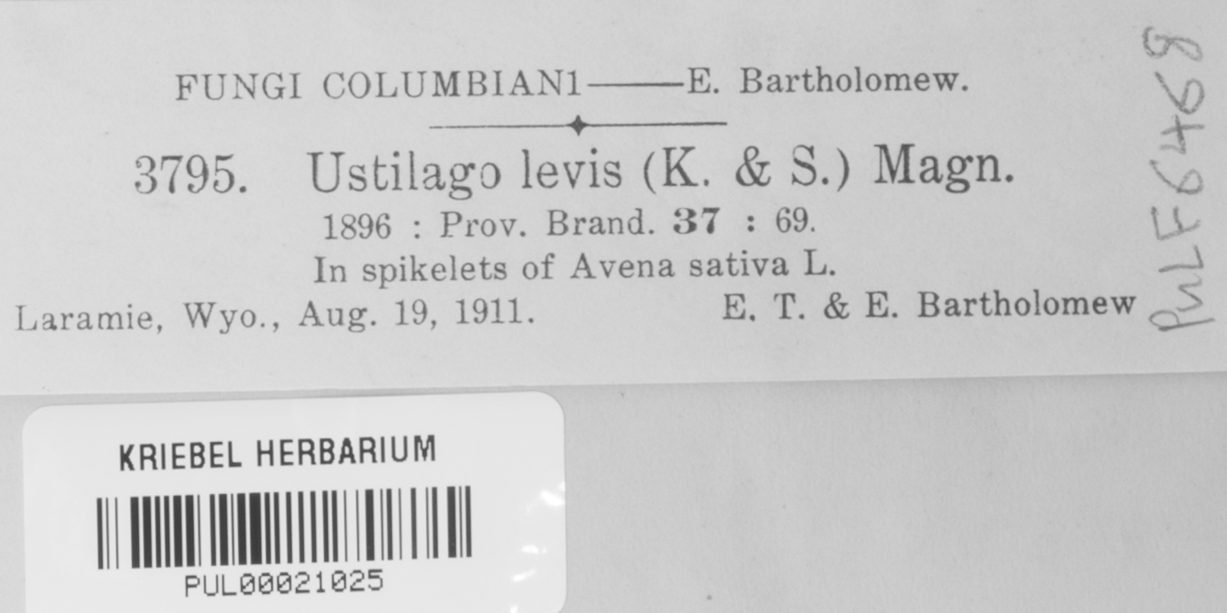 FUNGI COLUMBIAN1——E. Bartholomew.
3795. Ustilago levis (K. & S.) Magn.
1896 : Prov. Brand. 37 : 69.
In spikelets of Avena sativa L.
Laramie, Wyo., Aug. 19, 1911. E. T. & E. Bartholomew
PULF6468
KRIEBEL HERBARIUM
PUL00021025